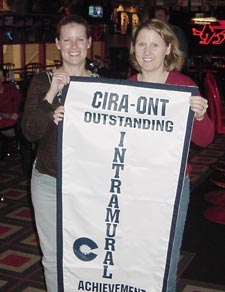 CIRA-ONT
OUTSTANDING
INTRAMURAL
C
ACHIEVEMENT